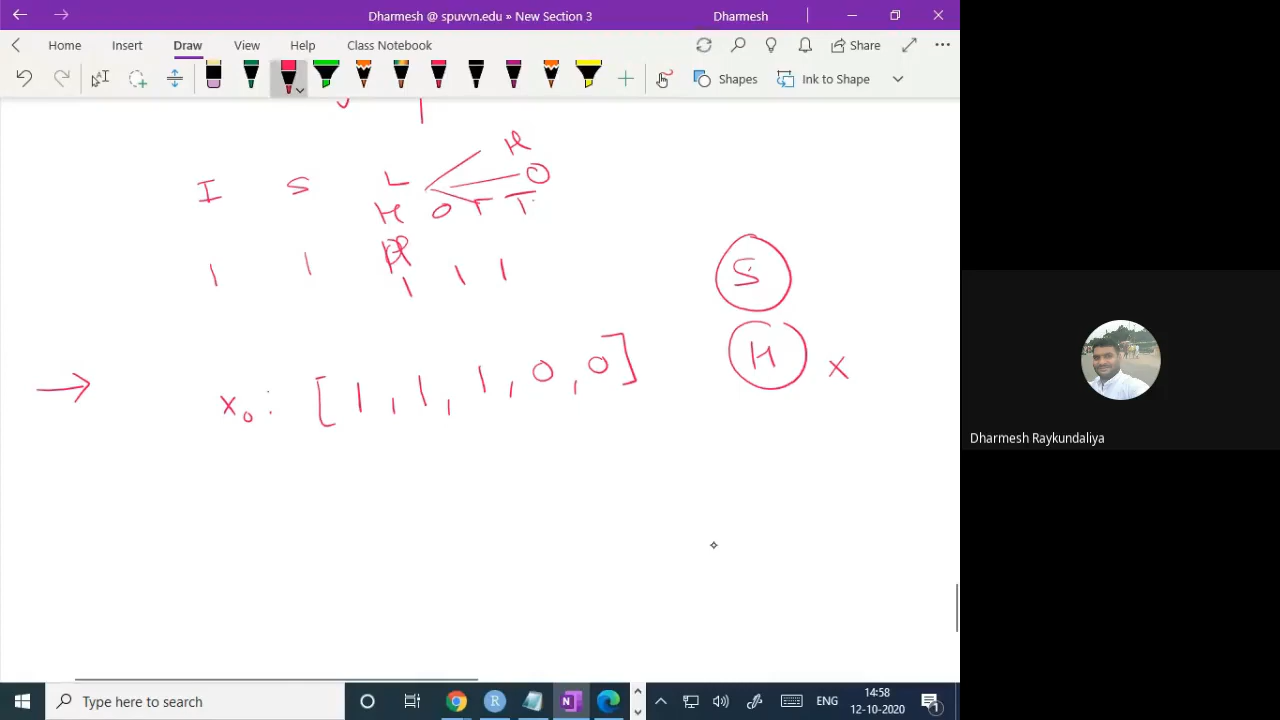 Dharmesh @ spuvvn.edu » New Section 3
Dharmesh
Home Insert Draw View Help Class Notebook
Share
Shapes
Ink to Shape
H
I S L O
H O T T
1 1 1 1 1
S
H X
x0 : [1, 1, 1, 0, 0]
Dharmesh Raykundaliya
Type here to search
R
ENG
14:58
12-10-2020
1